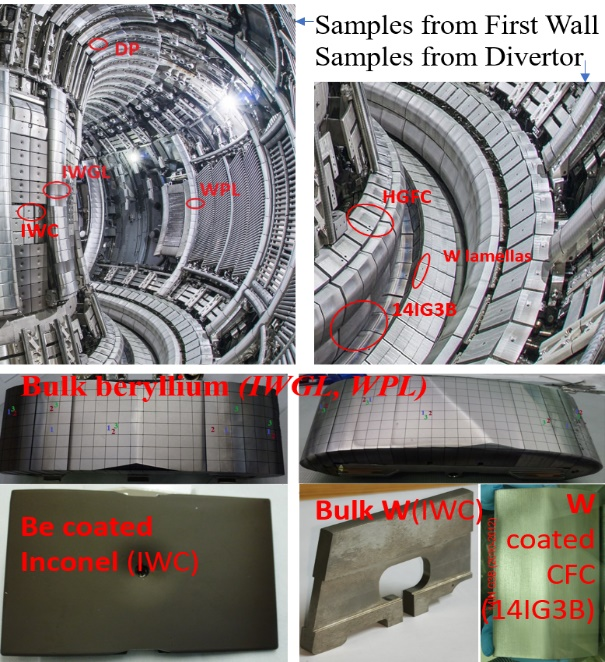 Samples from First Wall
Samples from Divertor
DP
IWGL
WPL
IWC
HGFC
W lamellas
14IG3B
Bulk beryllium (IWGL, WPL)
Be coated
Inconel (IWC)
Bulk W(IWC)
W
coated
CFC
(14IG3B)